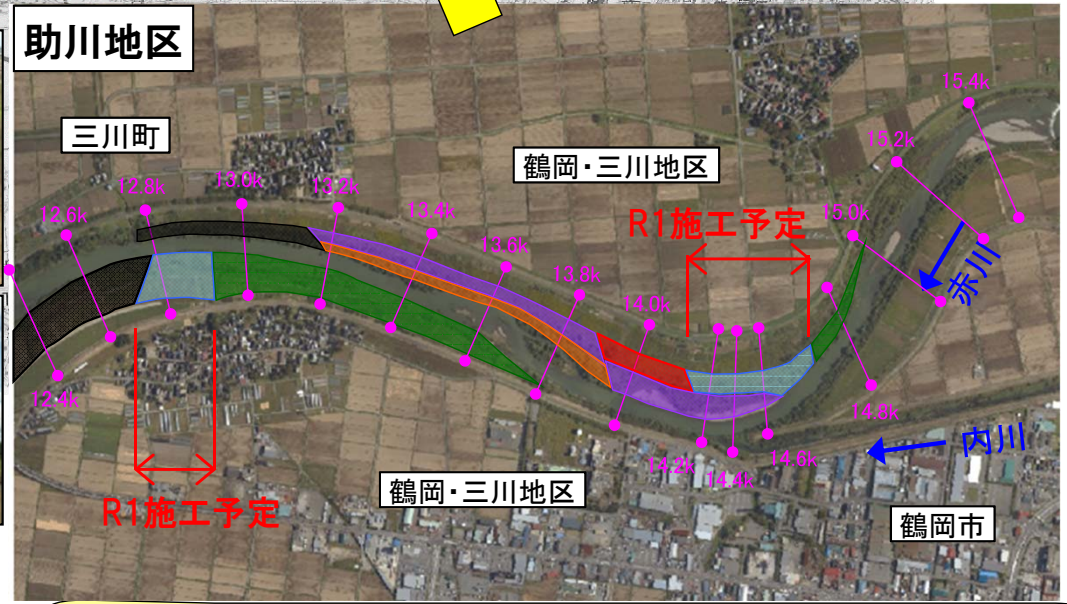 助川地区
三川町
鶴岡・三川地区
R1施工予定
15.4k
15.2k
15.0k
赤川
12.6k
12.8k
13.0k
13.2k
13.4k
13.6k
13.8k
14.0k
12.4k
14.2k
14.4k
14.6k
14.8k
内川
R1施工予定
鶴岡・三川地区
鶴岡市